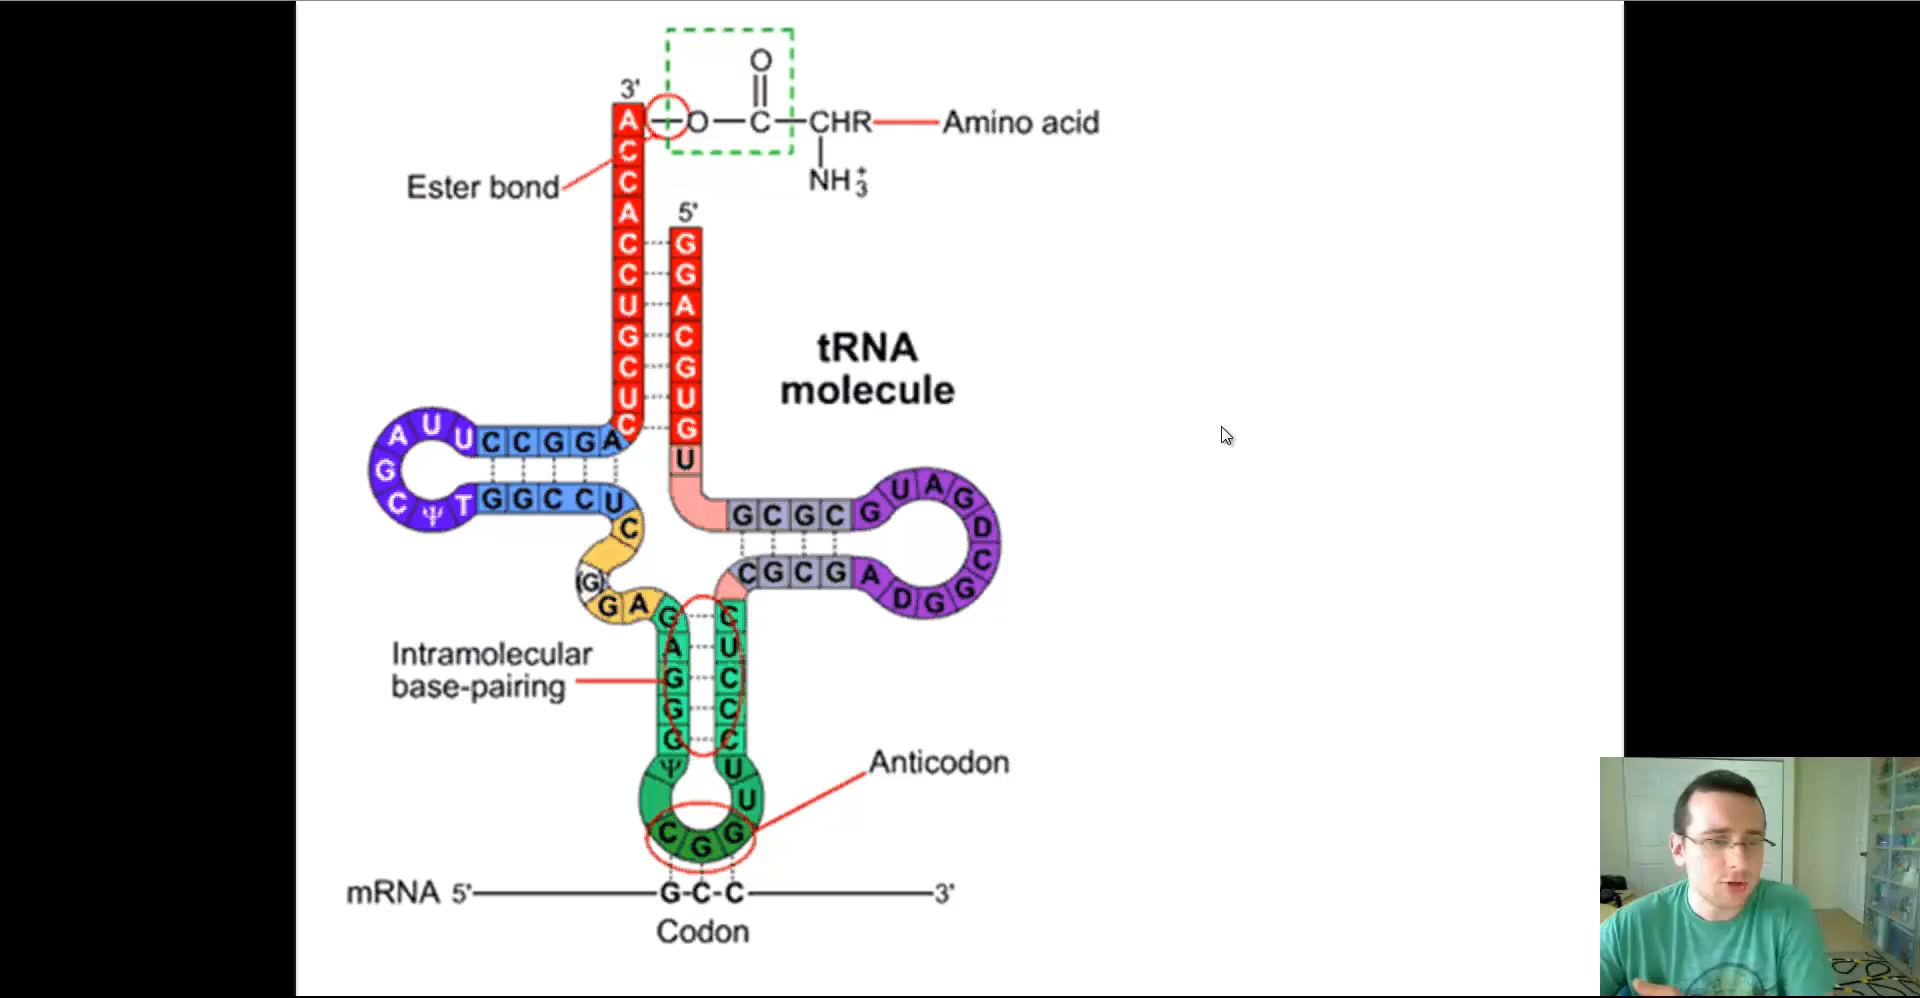 O
||
3'
A —O—C—CHR Amino acid
C
NH3+
Ester bond
C
A
5'
C G
C G
U A
G C
C G
U U
C G
U
tRNA
molecule
A U U C C G G A
G
C Ψ T G G C C U
C
(G)
G A
G C G C G U A G D C
C G C G A D G G
G C
A U
G C
G C
G C
Ψ U
U
C G G
Intramolecular
base-pairing
Anticodon
mRNA 5' G-C-C 3'
Codon